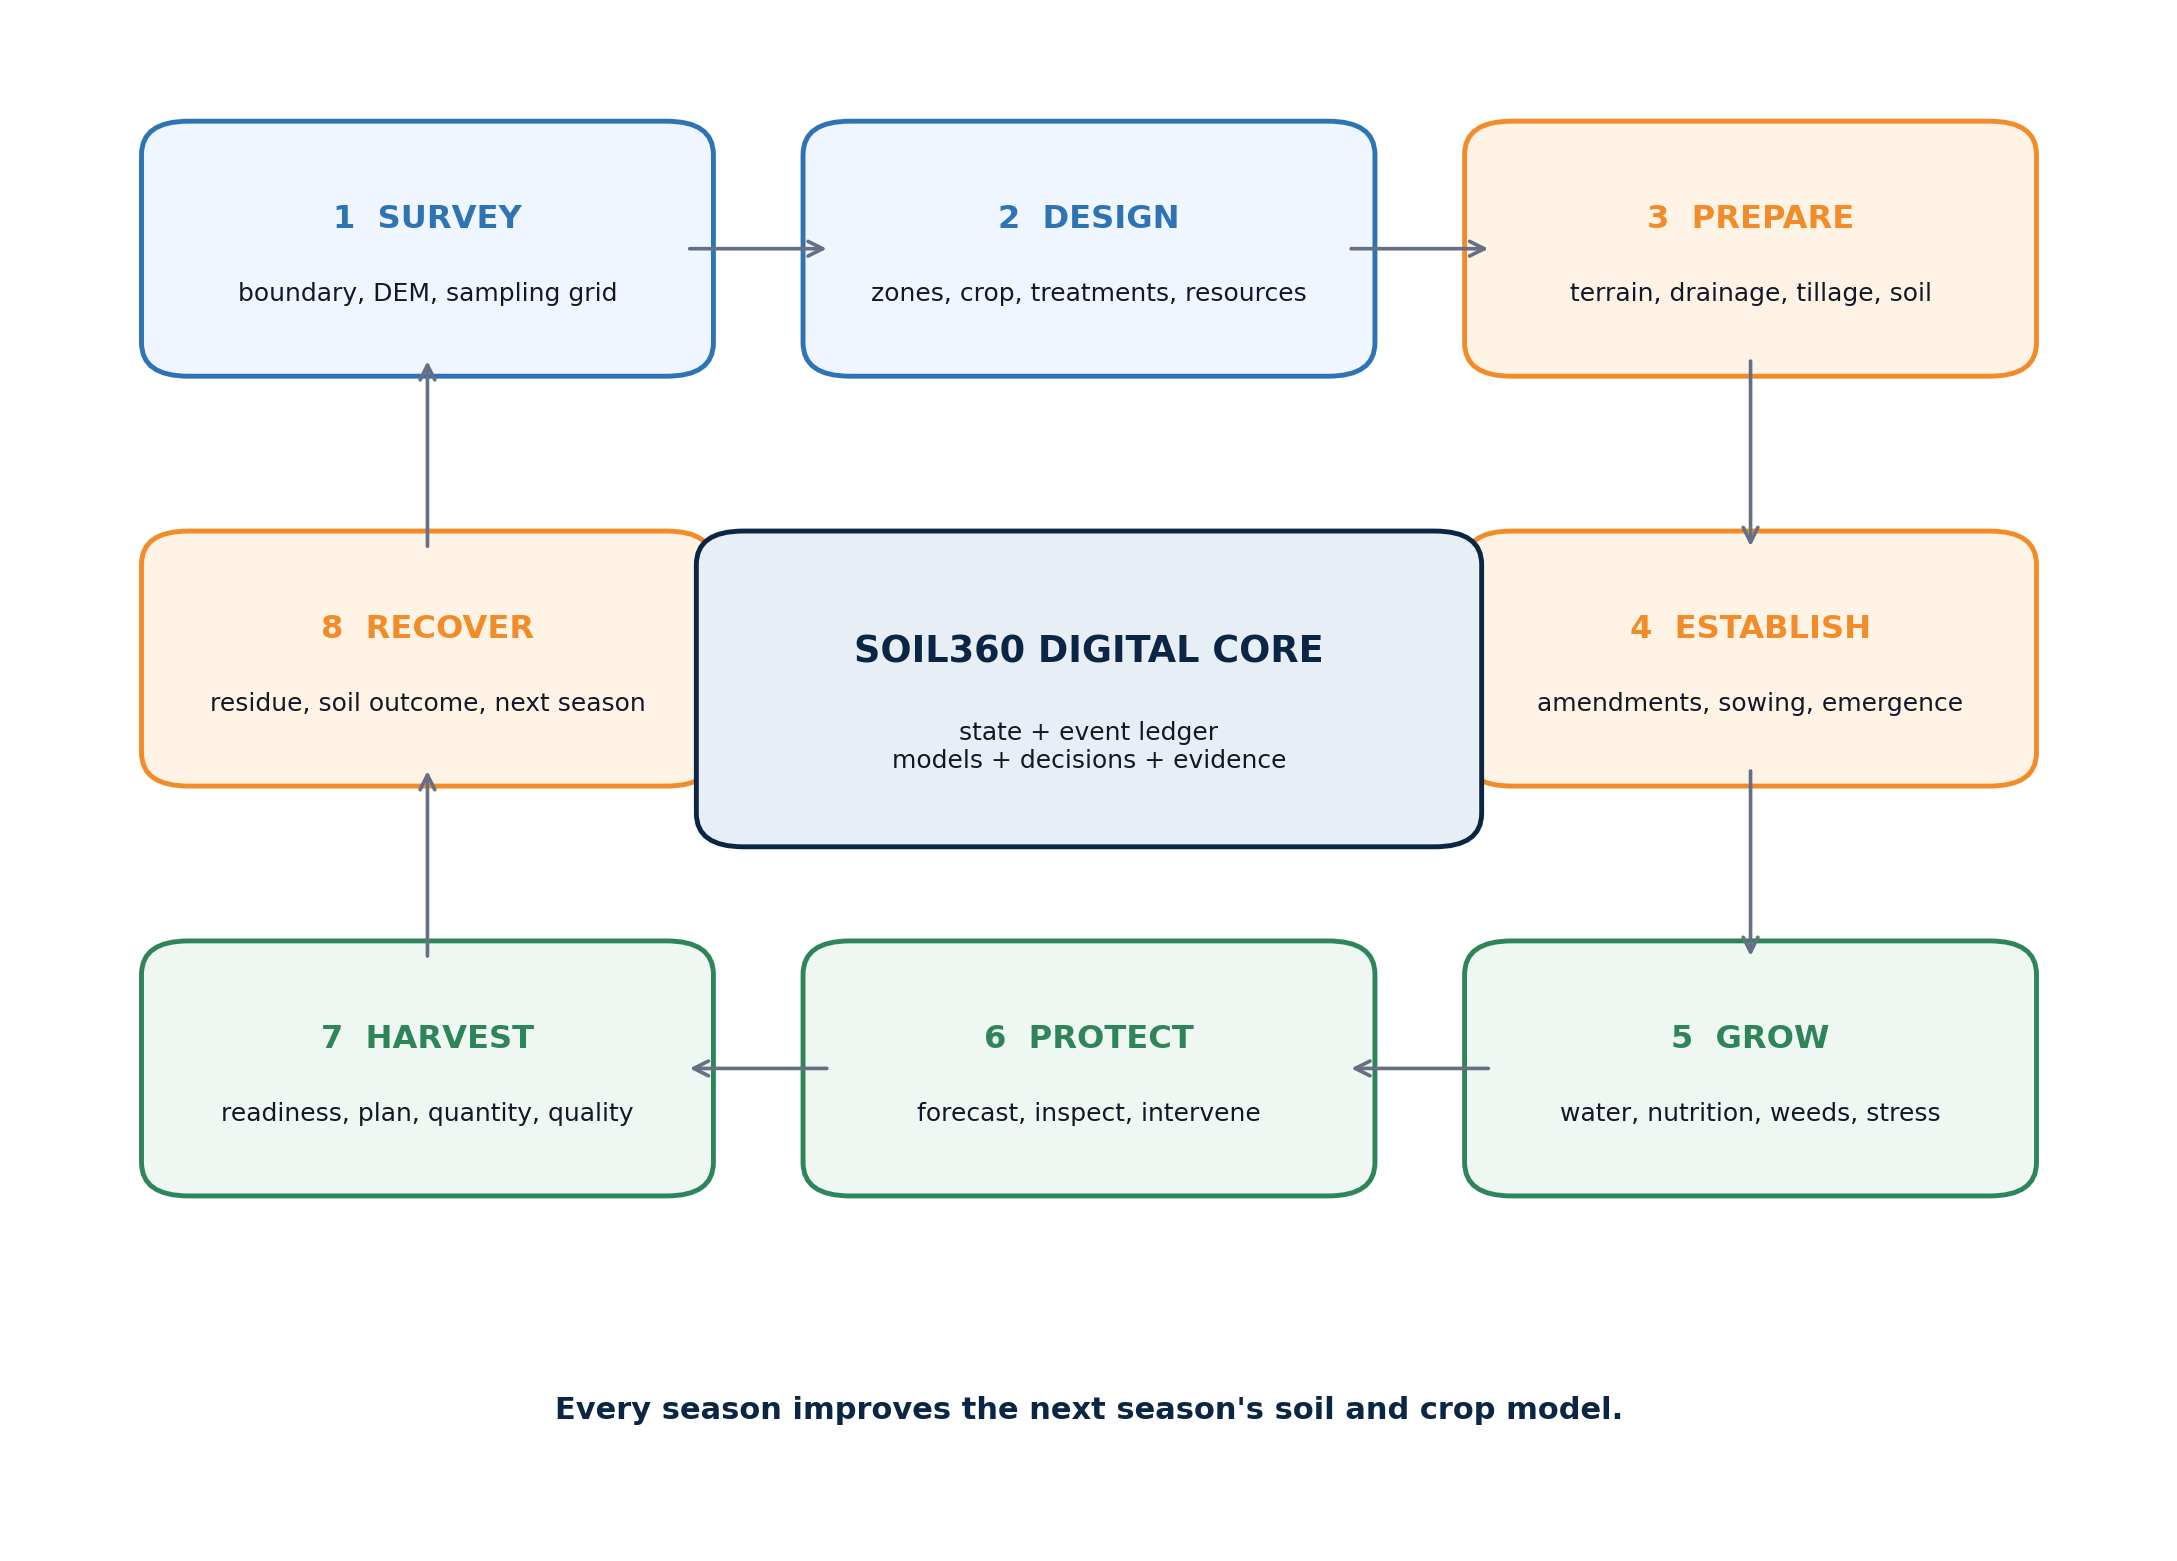 1  SURVEY
boundary, DEM, sampling grid
2  DESIGN
zones, crop, treatments, resources
3  PREPARE
terrain, drainage, tillage, soil
8  RECOVER
residue, soil outcome, next season
SOIL360 DIGITAL CORE
state + event ledger
models + decisions + evidence
4  ESTABLISH
amendments, sowing, emergence
7  HARVEST
readiness, plan, quantity, quality
6  PROTECT
forecast, inspect, intervene
5  GROW
water, nutrition, weeds, stress
Every season improves the next season's soil and crop model.